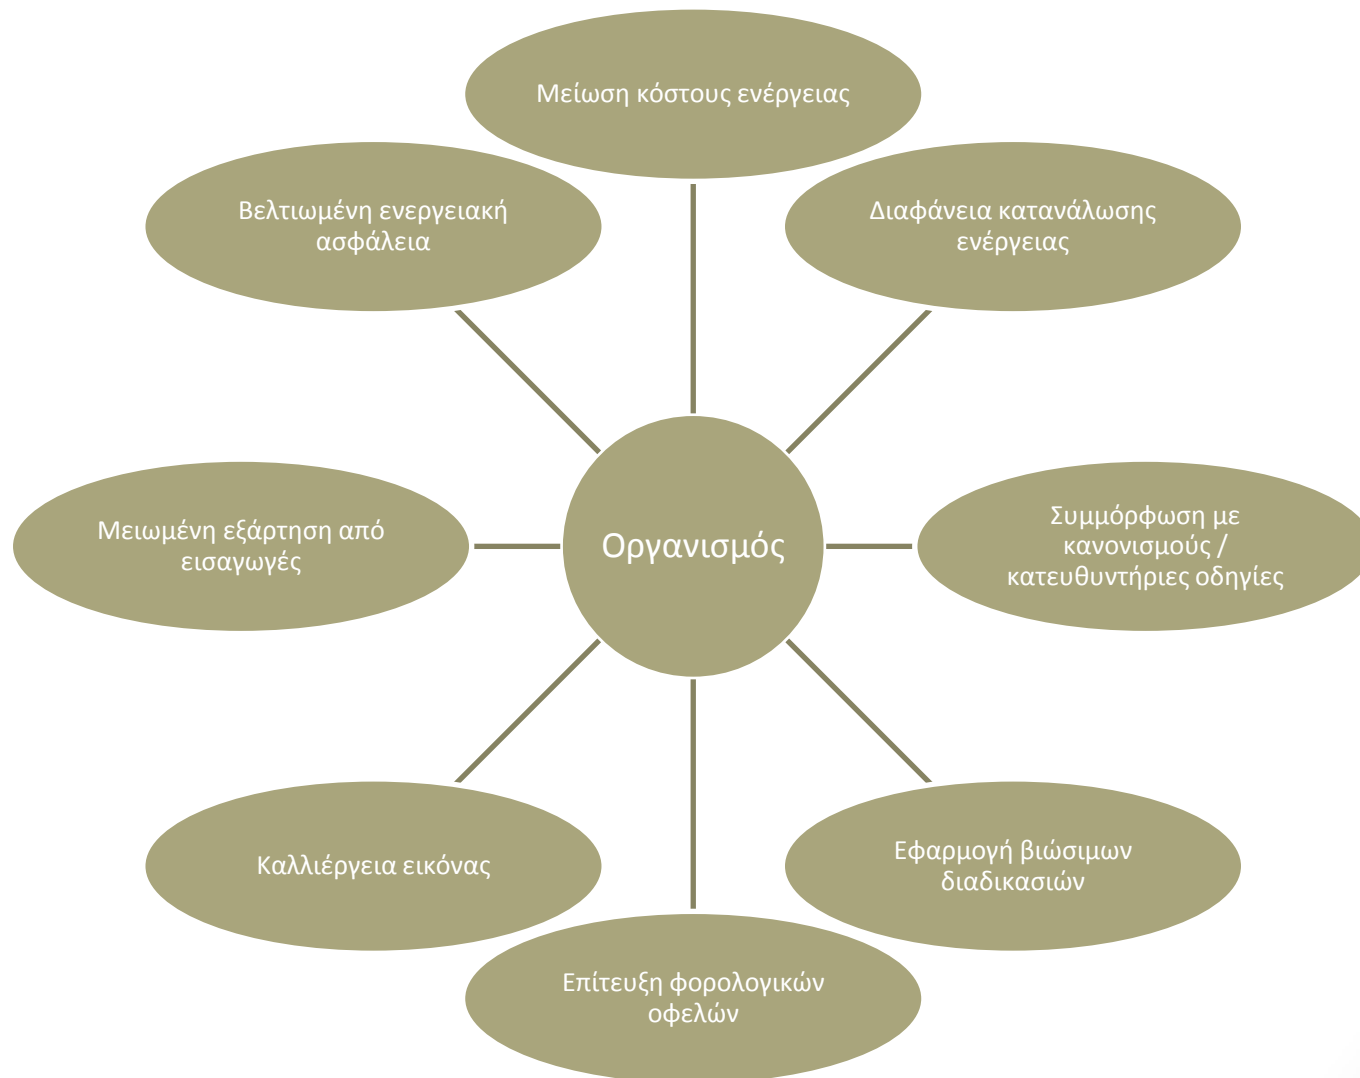 Μείωση κόστους ενέργειας
Βελτιωμένη ενεργειακή
ασφάλεια
Διαφάνεια κατανάλωσης
ενέργειας
Μειωμένη εξάρτηση από
εισαγωγές
Οργανισμός
Συμμόρφωση με
κανονισμούς /
κατευθυντήριες οδηγίες
Καλλιέργεια εικόνας
Εφαρμογή βιώσιμων
διαδικασιών
Επίτευξη φορολογικών
οφελών